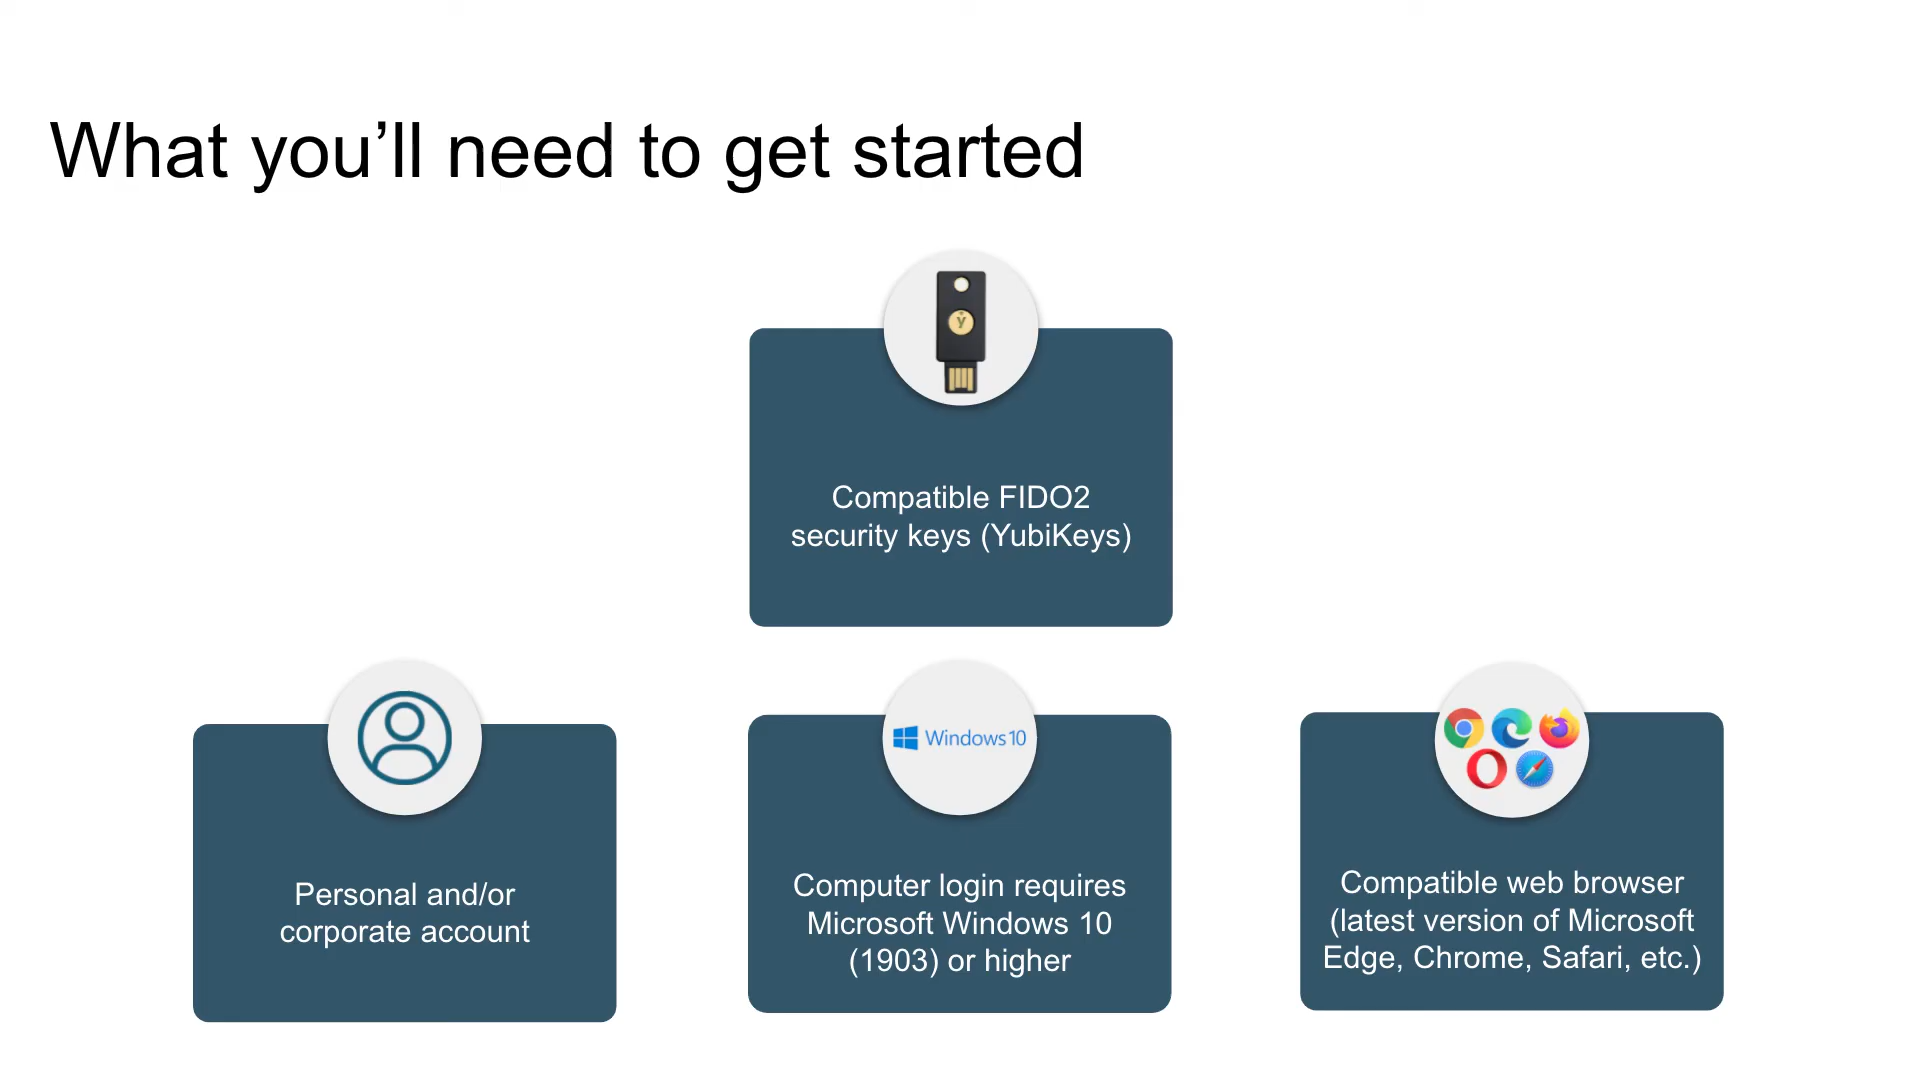 What you’ll need to get started
y
Compatible FIDO2
security keys (YubiKeys)
Windows 10
Personal and/or
corporate account
Computer login requires
Microsoft Windows 10
(1903) or higher
Compatible web browser
(latest version of Microsoft
Edge, Chrome, Safari, etc.)